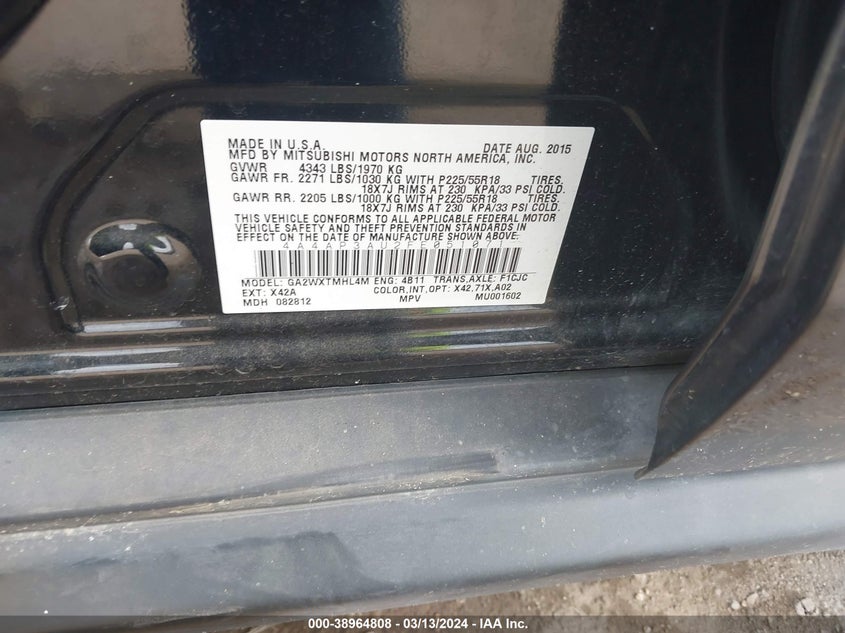 MADE IN U.S.A. DATE AUG. 2015
MFD BY MITSUBISHI MOTORS NORTH AMERICA, INC.
GVWR 4343 LBS/1970 KG
GAWR FR. 2271 LBS/1030 KG WITH P225/55R18 TIRES,
18X7J RIMS AT 230 KPA/33 PSI COLD.
GAWR RR. 2205 LBS/1000 KG WITH P225/55R18 TIRES,
18X7J RIMS AT 230 KPA/33 PSI COLD.
THIS VEHICLE CONFORMS TO ALL APPLICABLE FEDERAL MOTOR
VEHICLE SAFETY AND THEFT PREVENTION STANDARDS IN
EFFECT ON THE DATE OF MANUFACTURE SHOWN ABOVE.
MODEL: GA2WXTMHL4M ENG: 4B11 TRANS,AXLE: F1CJC
EXT: X42A COLOR,INT,OPT: X42,71X,A02
MDH 082812 MPV MU001602
000-38964808 - 03/13/2024 - IAA Inc.